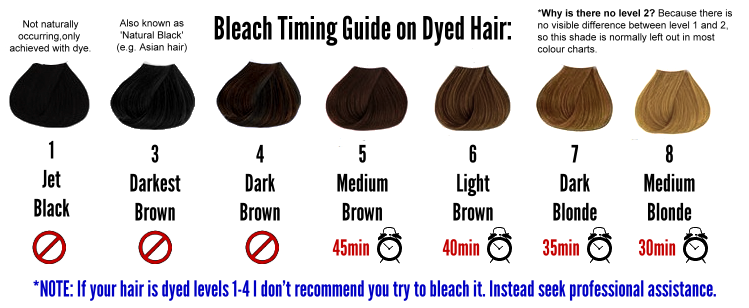 Not naturally
occurring,only
achieved with dye.
Also known as
'Natural Black'
(e.g. Asian hair)
Bleach Timing Guide on Dyed Hair:
*Why is there no level 2? Because there is
no visible difference between level 1 and 2,
so this shade is normally left out in most
colour charts.
1
Jet
Black
3
Darkest
Brown
4
Dark
Brown
5
Medium
Brown
45min
6
Light
Brown
40min
7
Dark
Blonde
35min
8
Medium
Blonde
30min
*NOTE: If your hair is dyed levels 1-4 I don't recommend you try to bleach it. Instead seek professional assistance.